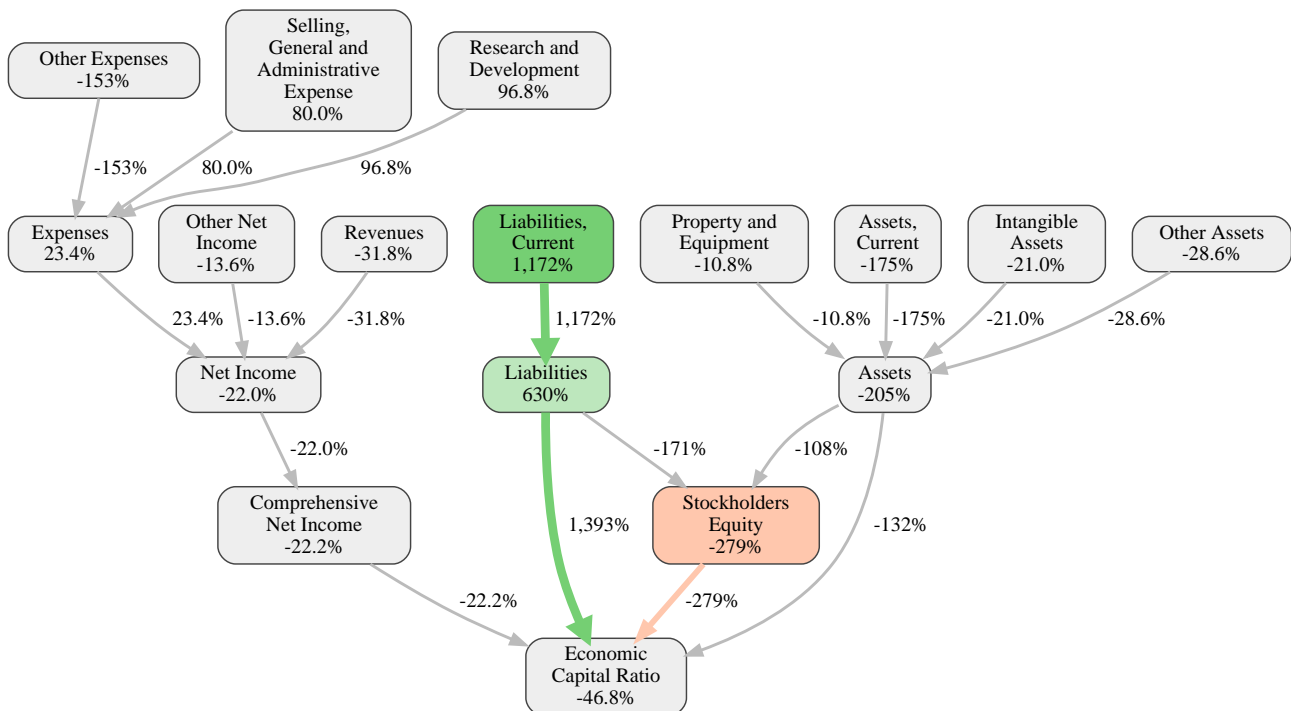 Other Expenses
-153%
Selling,
General and
Administrative
Expense
80.0%
Research and
Development
96.8%
-153%
80.0%
96.8%
Expenses
23.4%
Other Net
Income
-13.6%
Revenues
-31.8%
Liabilities,
Current
1,172%
Property and
Equipment
-10.8%
Assets,
Current
-175%
Intangible
Assets
-21.0%
Other Assets
-28.6%
23.4%
-13.6%
-31.8%
1,172%
-10.8%
-175%
-21.0%
-28.6%
Net Income
-22.0%
Liabilities
630%
Assets
-205%
-22.0%
-171%
-108%
Comprehensive
Net Income
-22.2%
1,393%
Stockholders
Equity
-279%
-132%
-22.2%
-279%
Economic
Capital Ratio
-46.8%